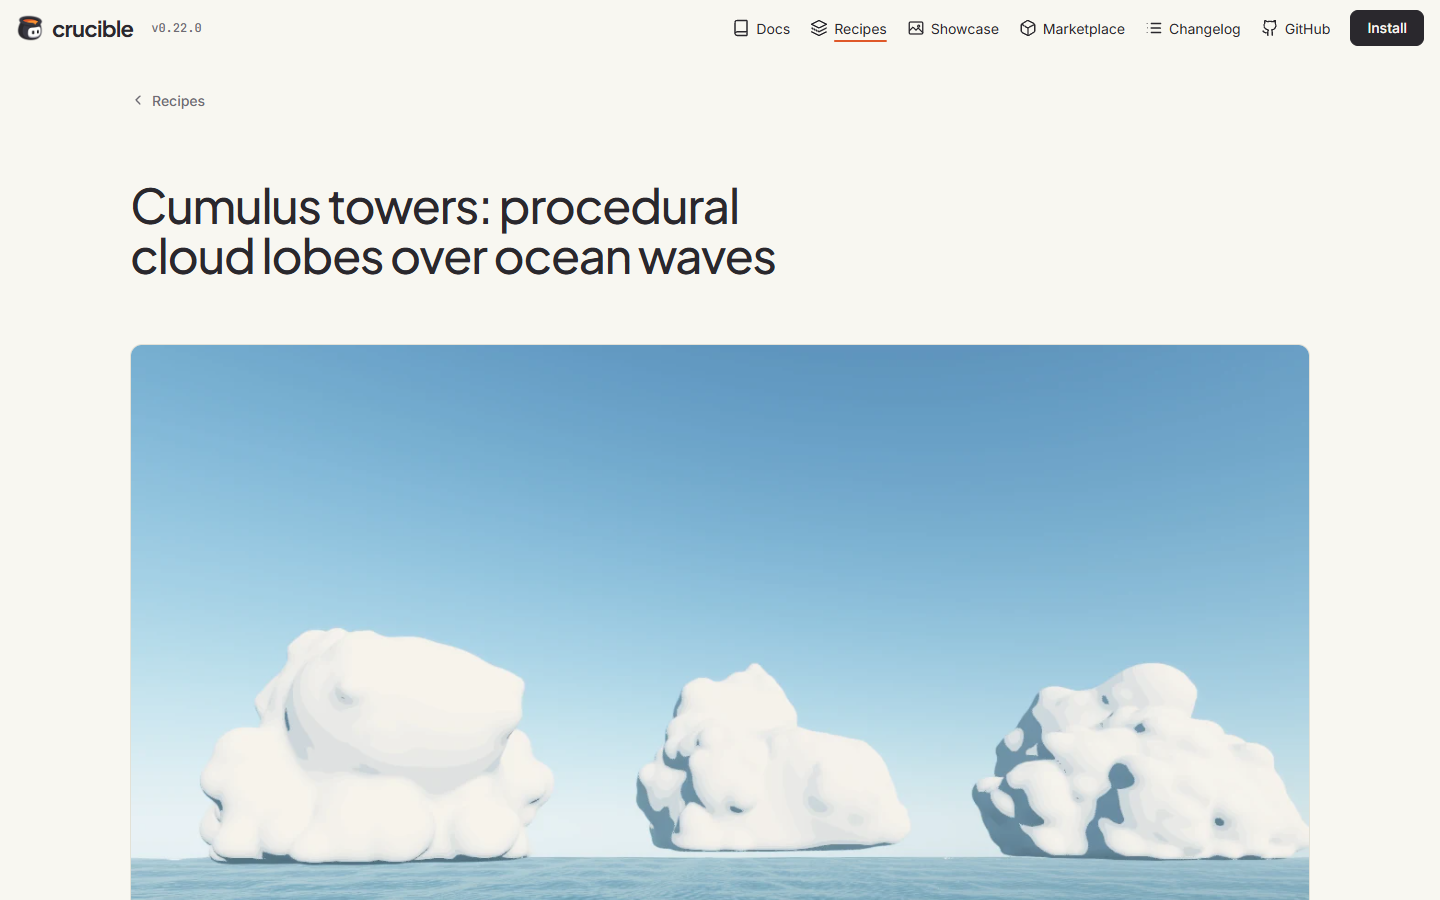 crucible
v0.22.0
Docs
Recipes
Showcase
Marketplace
Changelog
GitHub
Install
Recipes
Cumulus towers: procedural
cloud lobes over ocean waves